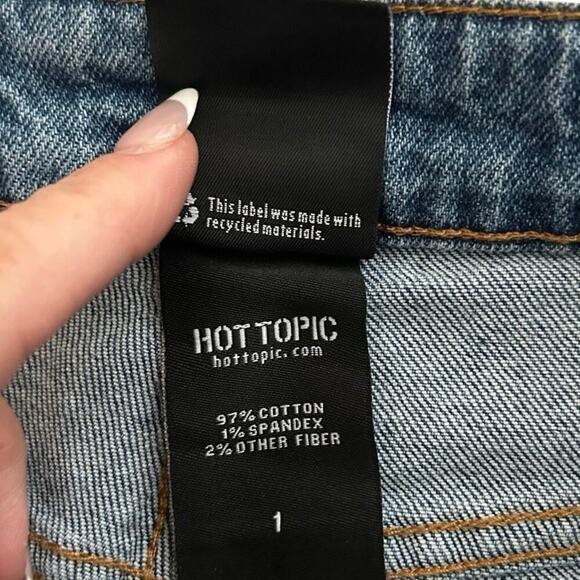 This label was made with
recycled materials.
HOT TOPIC
hottopic.com
97% COTTON
1% SPANDEX
2% OTHER FIBER
1